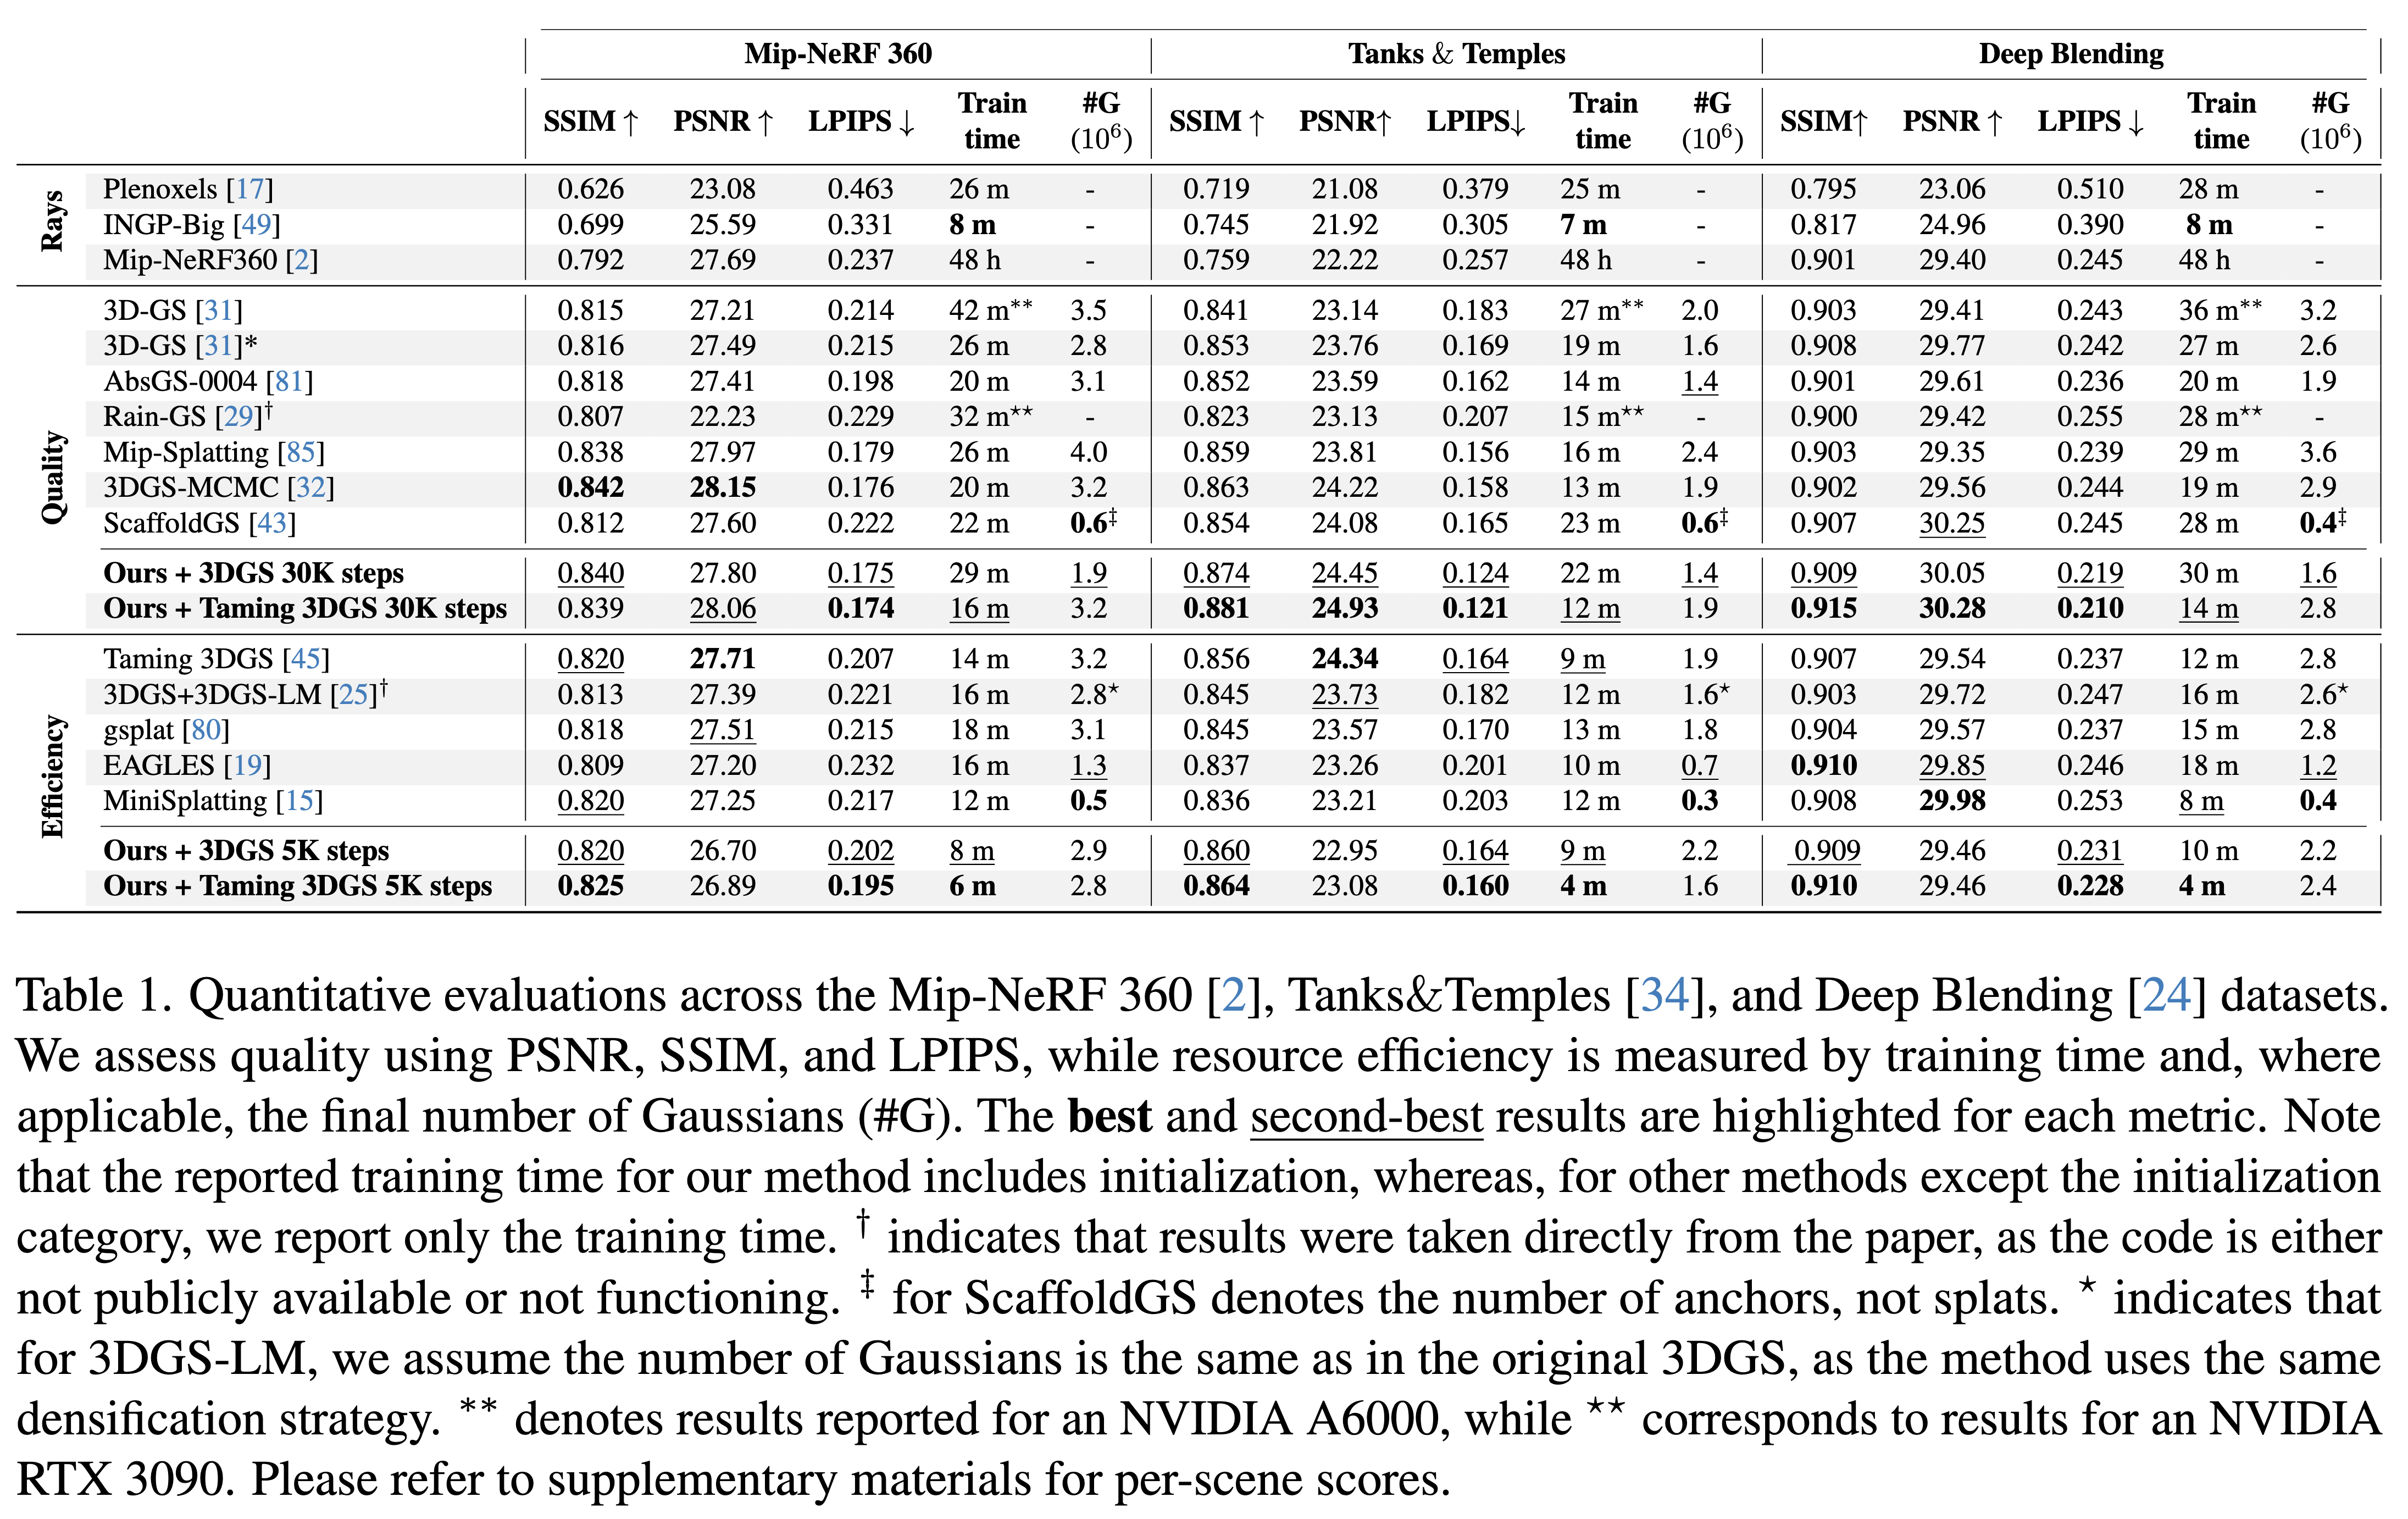 Mip-NeRF 360 Tanks & Temples Deep Blending
SSIM ↑ PSNR ↑ LPIPS ↓ Train time #G (10⁶) SSIM ↑ PSNR↑ LPIPS↓ Train time #G (10⁶) SSIM↑ PSNR ↑ LPIPS ↓ Train time #G (10⁶)
Rays
Plenoxels [17] 0.626 23.08 0.463 26 m - 0.719 21.08 0.379 25 m - 0.795 23.06 0.510 28 m -
INGP-Big [49] 0.699 25.59 0.331 8 m - 0.745 21.92 0.305 7 m - 0.817 24.96 0.390 8 m -
Mip-NeRF360 [2] 0.792 27.69 0.237 48 h - 0.759 22.22 0.257 48 h - 0.901 29.40 0.245 48 h -
Quality
3D-GS [31] 0.815 27.21 0.214 42 m** 3.5 0.841 23.14 0.183 27 m** 2.0 0.903 29.41 0.243 36 m** 3.2
3D-GS [31]* 0.816 27.49 0.215 26 m 2.8 0.853 23.76 0.169 19 m 1.6 0.908 29.77 0.242 27 m 2.6
AbsGS-0004 [81] 0.818 27.41 0.198 20 m 3.1 0.852 23.59 0.162 14 m 1.4 0.901 29.61 0.236 20 m 1.9
Rain-GS [29]† 0.807 22.23 0.229 32 m⋆⋆ - 0.823 23.13 0.207 15 m⋆⋆ - 0.900 29.42 0.255 28 m⋆⋆ -
Mip-Splatting [85] 0.838 27.97 0.179 26 m 4.0 0.859 23.81 0.156 16 m 2.4 0.903 29.35 0.239 29 m 3.6
3DGS-MCMC [32] 0.842 28.15 0.176 20 m 3.2 0.863 24.22 0.158 13 m 1.9 0.902 29.56 0.244 19 m 2.9
ScaffoldGS [43] 0.812 27.60 0.222 22 m 0.6‡ 0.854 24.08 0.165 23 m 0.6‡ 0.907 30.25 0.245 28 m 0.4‡
Ours + 3DGS 30K steps 0.840 27.80 0.175 29 m 1.9 0.874 24.45 0.124 22 m 1.4 0.909 30.05 0.219 30 m 1.6
Ours + Taming 3DGS 30K steps 0.839 28.06 0.174 16 m 3.2 0.881 24.93 0.121 12 m 1.9 0.915 30.28 0.210 14 m 2.8
Efficiency
Taming 3DGS [45] 0.820 27.71 0.207 14 m 3.2 0.856 24.34 0.164 9 m 1.9 0.907 29.54 0.237 12 m 2.8
3DGS+3DGS-LM [25]† 0.813 27.39 0.221 16 m 2.8⋆ 0.845 23.73 0.182 12 m 1.6⋆ 0.903 29.72 0.247 16 m 2.6⋆
gsplat [80] 0.818 27.51 0.215 18 m 3.1 0.845 23.57 0.170 13 m 1.8 0.904 29.57 0.237 15 m 2.8
EAGLES [19] 0.809 27.20 0.232 16 m 1.3 0.837 23.26 0.201 10 m 0.7 0.910 29.85 0.246 18 m 1.2
MiniSplatting [15] 0.820 27.25 0.217 12 m 0.5 0.836 23.21 0.203 12 m 0.3 0.908 29.98 0.253 8 m 0.4
Ours + 3DGS 5K steps 0.820 26.70 0.202 8 m 2.9 0.860 22.95 0.164 9 m 2.2 0.909 29.46 0.231 10 m 2.2
Ours + Taming 3DGS 5K steps 0.825 26.89 0.195 6 m 2.8 0.864 23.08 0.160 4 m 1.6 0.910 29.46 0.228 4 m 2.4
Table 1. Quantitative evaluations across the Mip-NeRF 360 [2], Tanks&Temples [34], and Deep Blending [24] datasets.
We assess quality using PSNR, SSIM, and LPIPS, while resource efficiency is measured by training time and, where
applicable, the final number of Gaussians (#G). The best and second-best results are highlighted for each metric. Note
that the reported training time for our method includes initialization, whereas, for other methods except the initialization
category, we report only the training time. † indicates that results were taken directly from the paper, as the code is either
not publicly available or not functioning. ‡ for ScaffoldGS denotes the number of anchors, not splats. ⋆ indicates that
for 3DGS-LM, we assume the number of Gaussians is the same as in the original 3DGS, as the method uses the same
densification strategy. ** denotes results reported for an NVIDIA A6000, while ⋆⋆ corresponds to results for an NVIDIA
RTX 3090. Please refer to supplementary materials for per-scene scores.